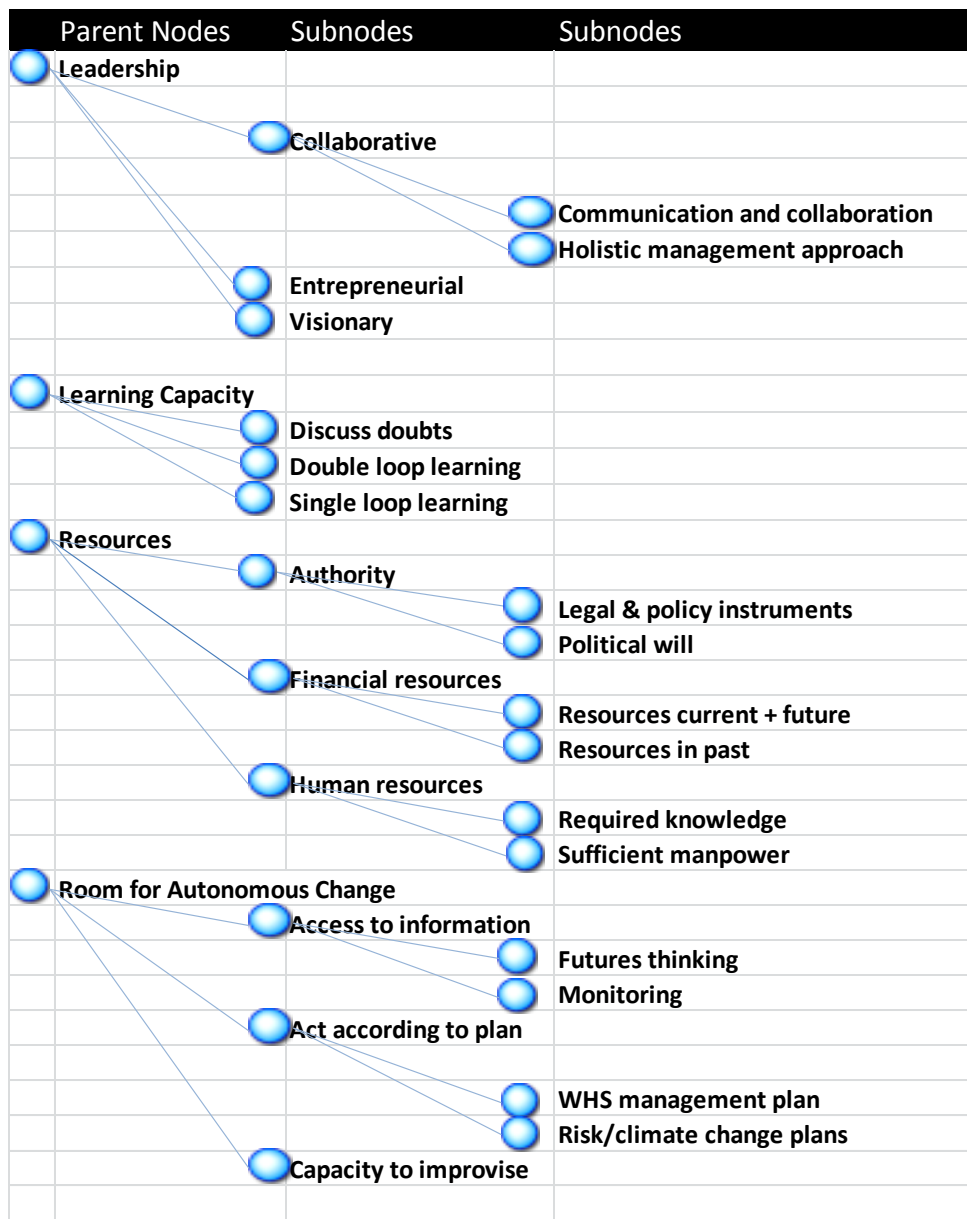 Parent Nodes Subnodes Subnodes
Leadership
Collaborative
Communication and collaboration
Holistic management approach
Entrepreneurial
Visionary
Learning Capacity
Discuss doubts
Double loop learning
Single loop learning
Resources
Authority
Legal & policy instruments
Political will
Financial resources
Resources current + future
Resources in past
Human resources
Required knowledge
Sufficient manpower
Room for Autonomous Change
Access to information
Futures thinking
Monitoring
Act according to plan
WHS management plan
Risk/climate change plans
Capacity to improvise